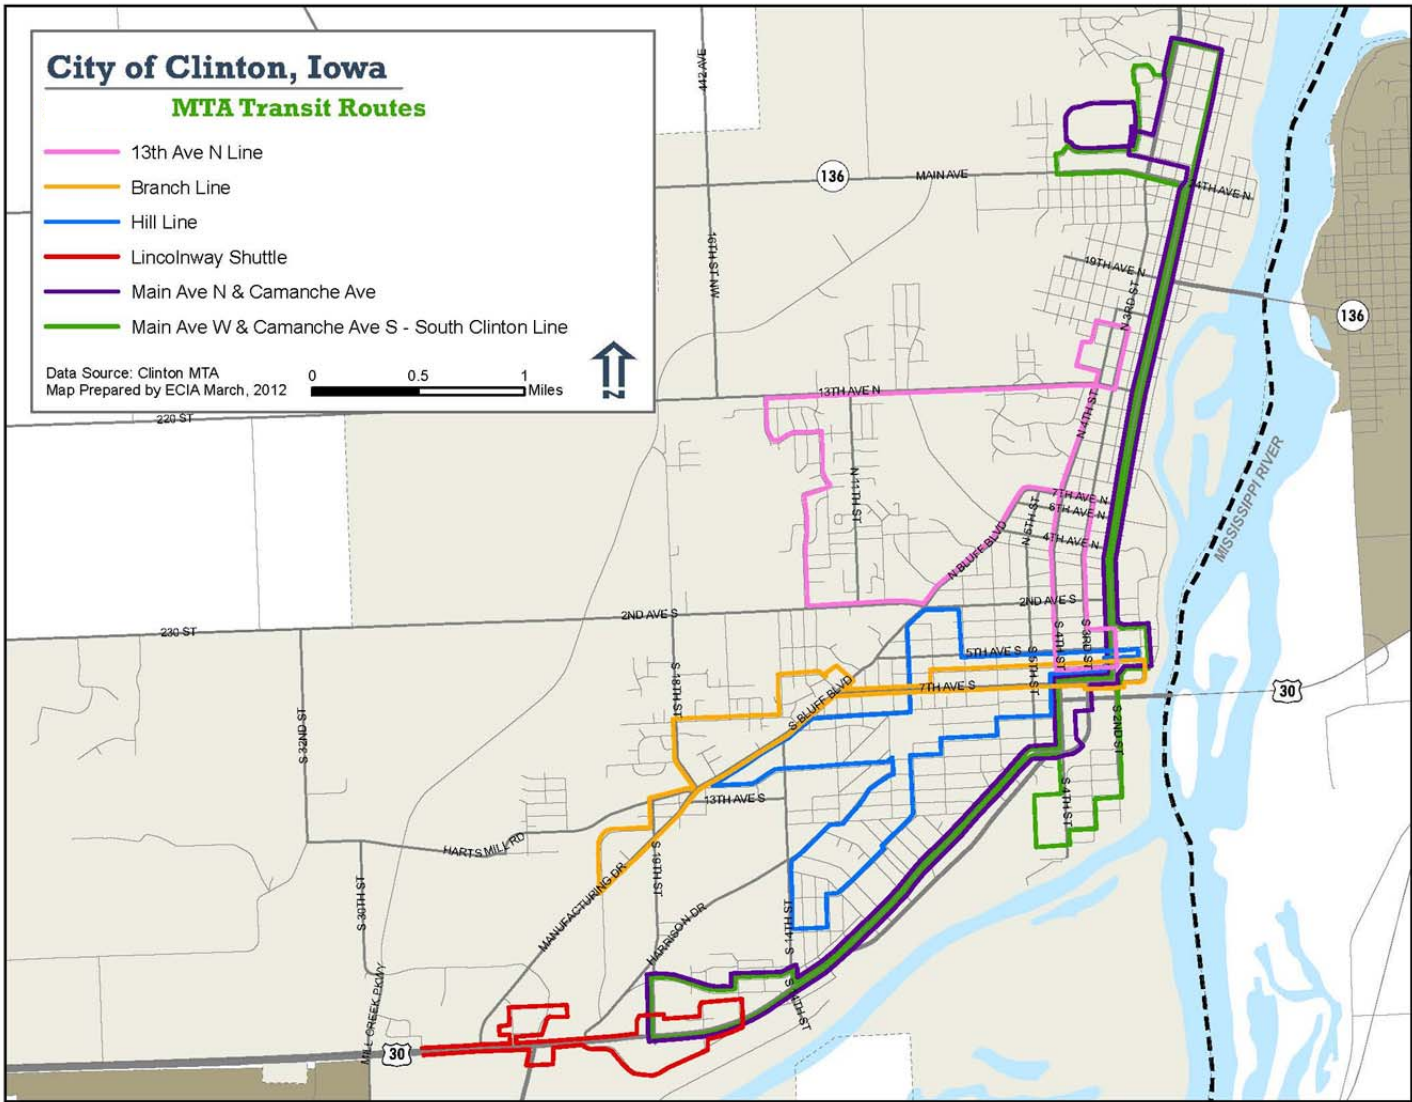 City of Clinton, Iowa
MTA Transit Routes
13th Ave N Line
Branch Line
Hill Line
Lincolnway Shuttle
Main Ave N & Camanche Ave
Main Ave W & Camanche Ave S - South Clinton Line
Data Source: Clinton MTA
Map Prepared by ECIA March, 2012
0 0.5 1
Miles
N
442 AVE
136
MAIN AVE
24TH AVE N
16TH ST NW
19TH AVE N
N 3RD ST
136
13TH AVE N
220 ST
N 4TH ST
N 11TH ST
7TH AVE N
6TH AVE N
N 5TH ST
4TH AVE N
N BLUFF BLVD
MISSISSIPPI RIVER
2ND AVE S
2ND AVE S
230 ST
S 4TH ST
S 3RD ST
5TH AVE S
S 5TH ST
S 18TH ST
7TH AVE S
S BLUFF BLVD
30
S 32ND ST
S 2ND ST
13TH AVE S
S 4TH ST
HARTS MILL RD
S 19TH ST
MANUFACTURING DR
S 30TH ST
HARRISON DR
S 14TH ST
S 14TH ST
MILL CREEK PKWY
30